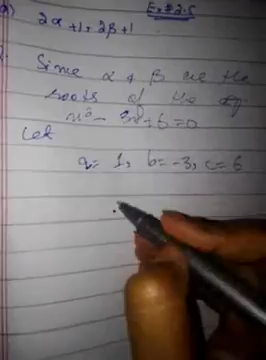 Ex # 2.5
a) 2α+1, 2β+1
Since α & β are the
roots of the eq
x² - 3x + 6 = 0
Let
a = 1, b = -3, c = 6